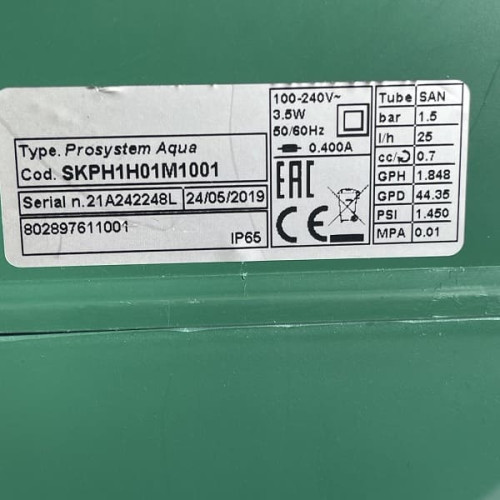 Type. Prosystem Aqua
Cod. SKPH1H01M1001
Serial n.21A242248L 24/05/2019
802897611001 IP65
100-240V~
3.5W
50/60Hz
0.400A
EAC
CE
Tube SAN
bar 1.5
l/h 25
cc/ 0.7
GPH 1.848
GPD 44.35
PSI 1.450
MPA 0.01